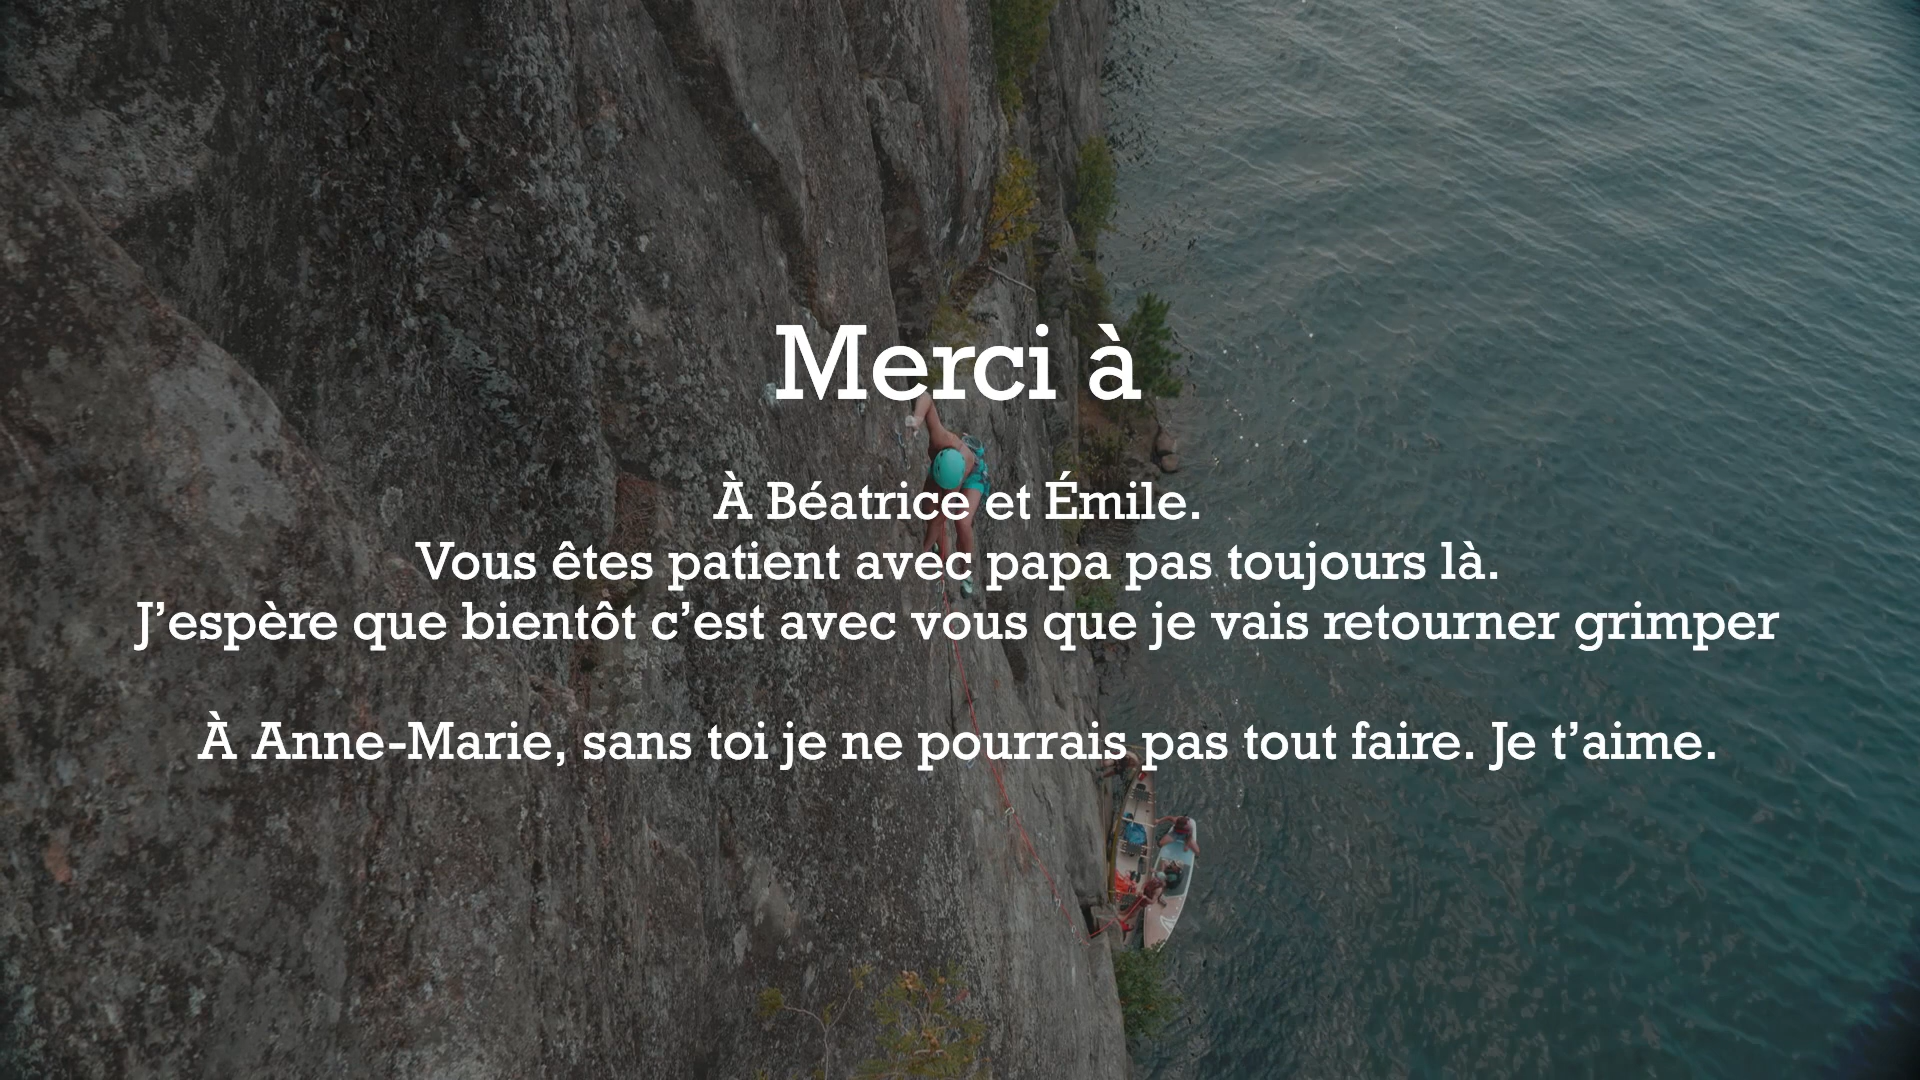 Merci à
À Béatrice et Émile.
Vous êtes patient avec papa pas toujours là.
J’espère que bientôt c’est avec vous que je vais retourner grimper
À Anne-Marie, sans toi je ne pourrais pas tout faire. Je t’aime.